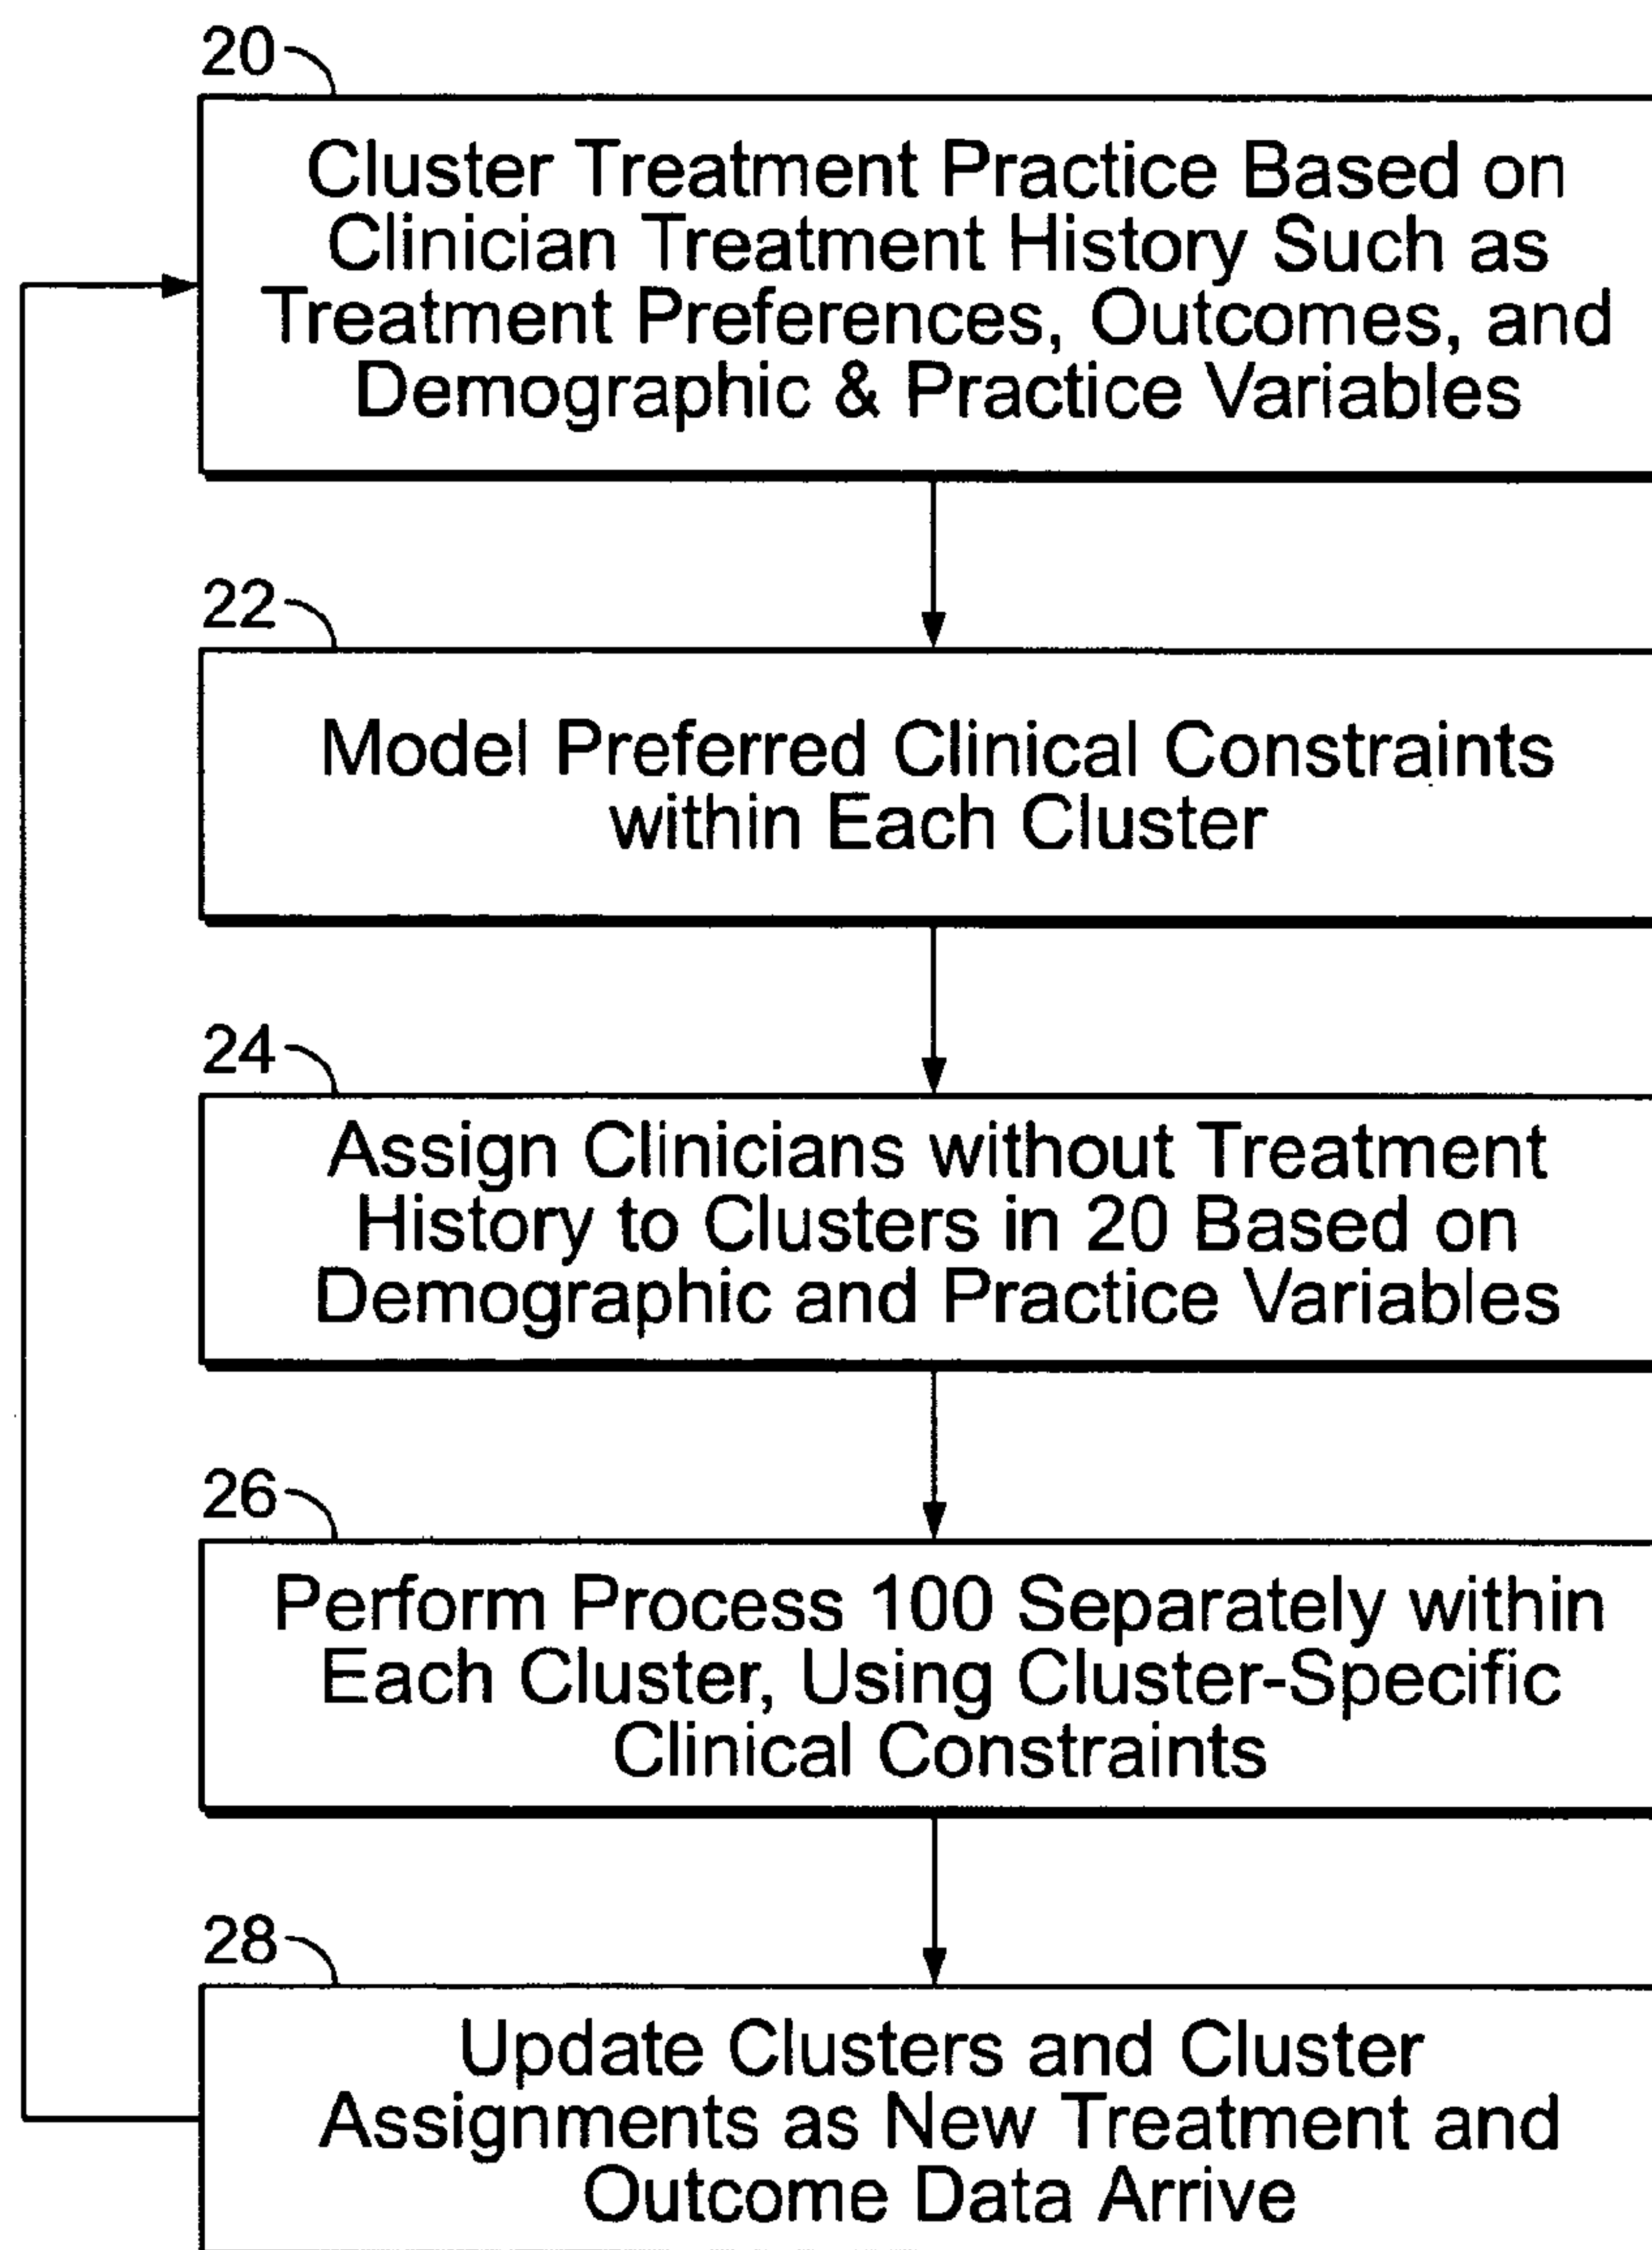 20
Cluster Treatment Practice Based on
Clinician Treatment History Such as
Treatment Preferences, Outcomes, and
Demographic & Practice Variables
22
Model Preferred Clinical Constraints
within Each Cluster
24
Assign Clinicians without Treatment
History to Clusters in 20 Based on
Demographic and Practice Variables
26
Perform Process 100 Separately within
Each Cluster, Using Cluster-Specific
Clinical Constraints
28
Update Clusters and Cluster
Assignments as New Treatment and
Outcome Data Arrive